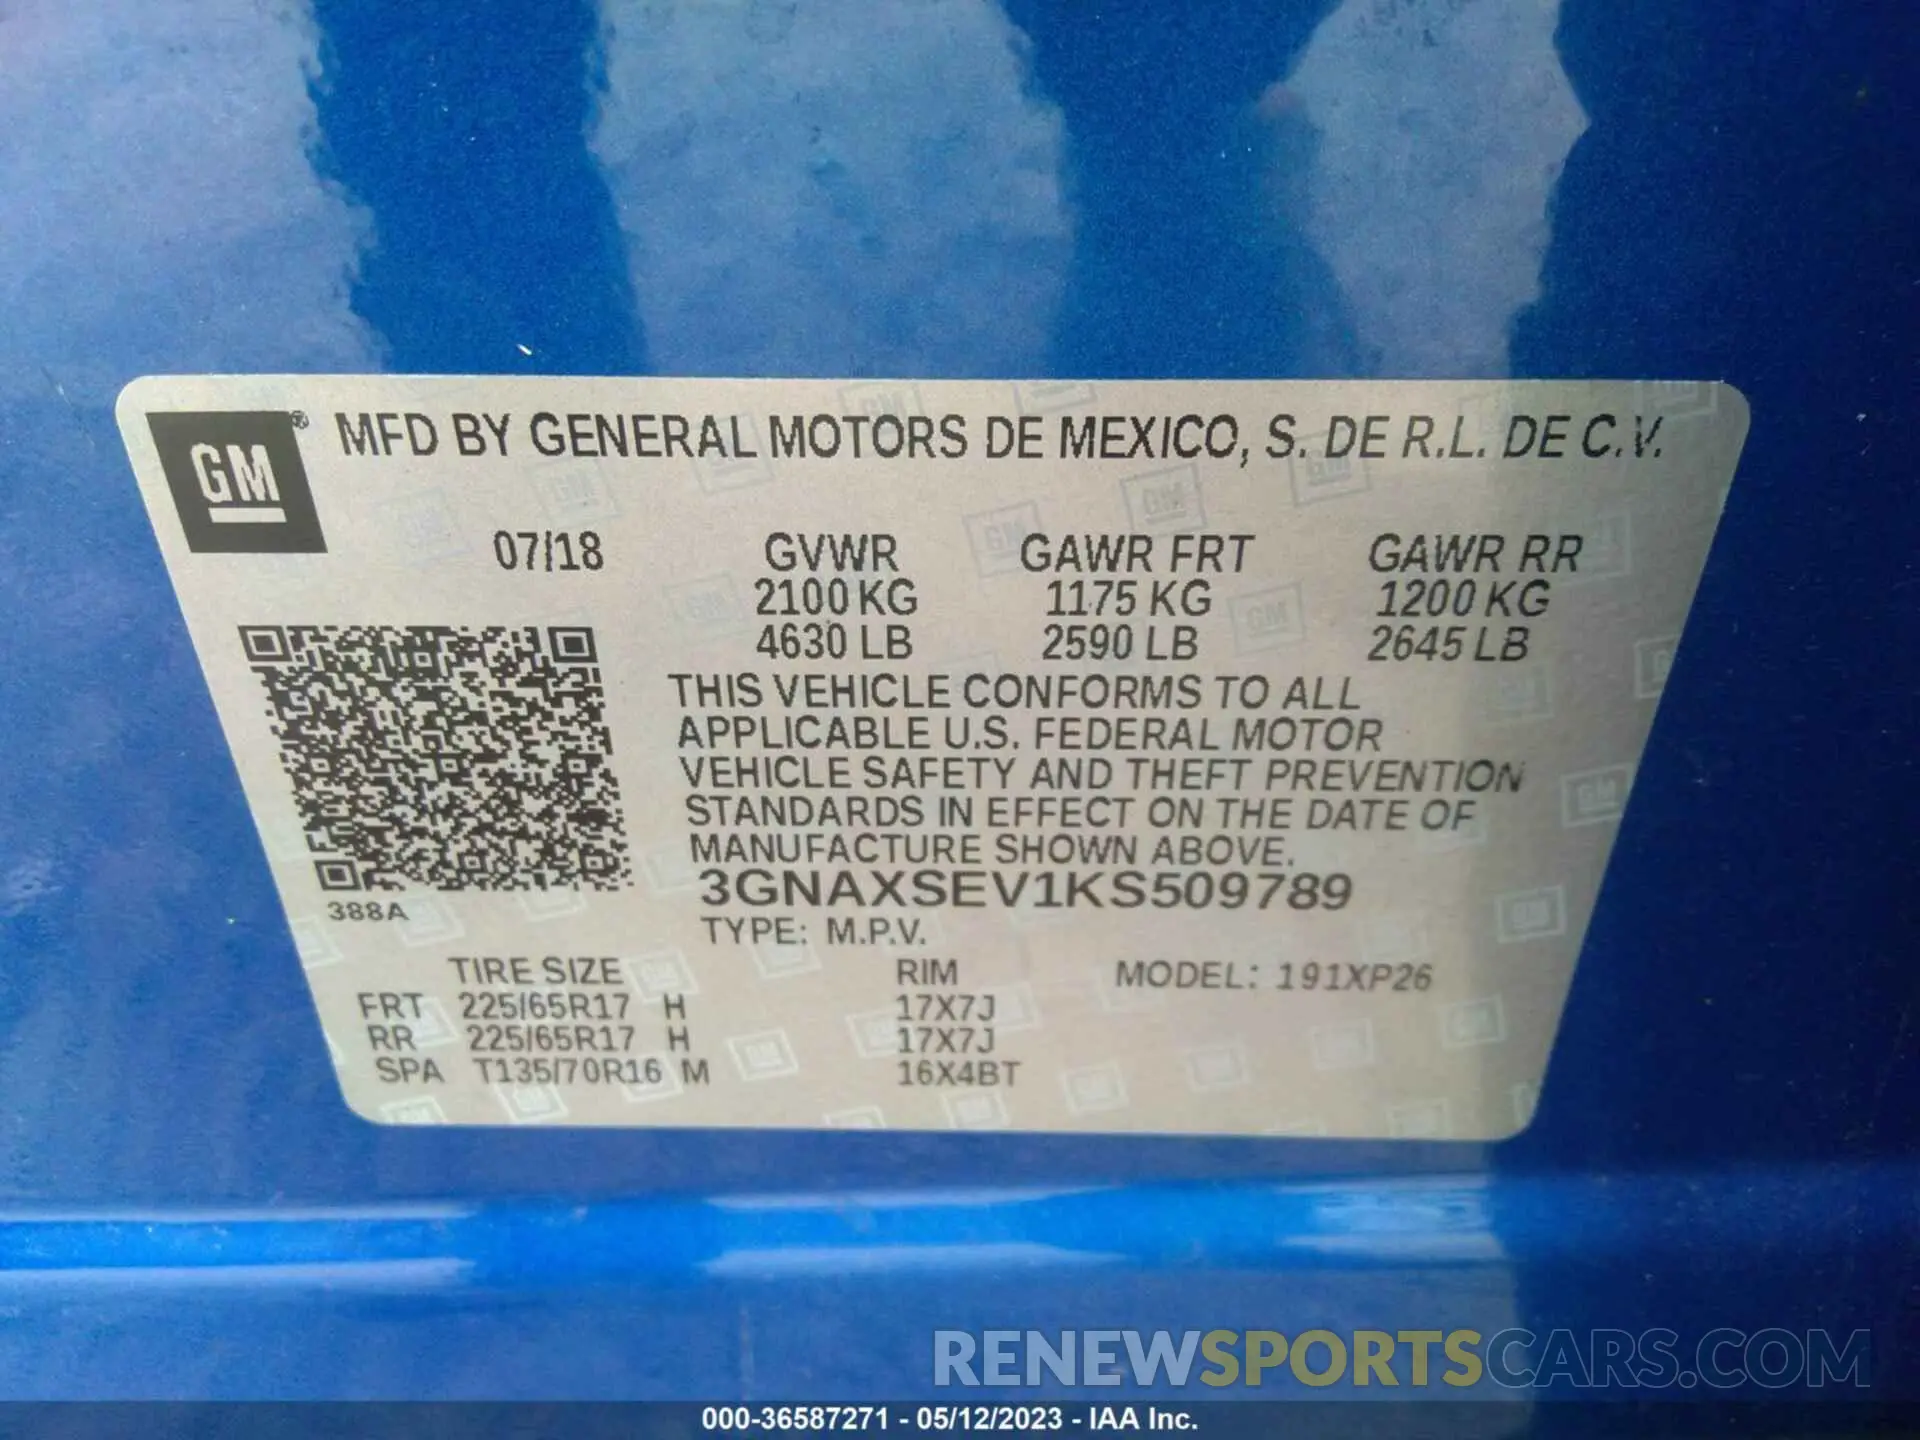 GM® MFD BY GENERAL MOTORS DE MEXICO, S. DE R.L. DE C.V.
07/18 GVWR GAWR FRT GAWR RR
2100 KG 1175 KG 1200 KG
4630 LB 2590 LB 2645 LB
THIS VEHICLE CONFORMS TO ALL
APPLICABLE U.S. FEDERAL MOTOR
VEHICLE SAFETY AND THEFT PREVENTION
STANDARDS IN EFFECT ON THE DATE OF
MANUFACTURE SHOWN ABOVE.
3GNAXSEV1KS509789
388A
TYPE: M.P.V.
TIRE SIZE RIM MODEL: 191XP26
FRT 225/65R17 H 17X7J
RR 225/65R17 H 17X7J
SPA T135/70R16 M 16X4BT
RENEWSPORTSCARS.COM
000-36587271 - 05/12/2023 - IAA Inc.